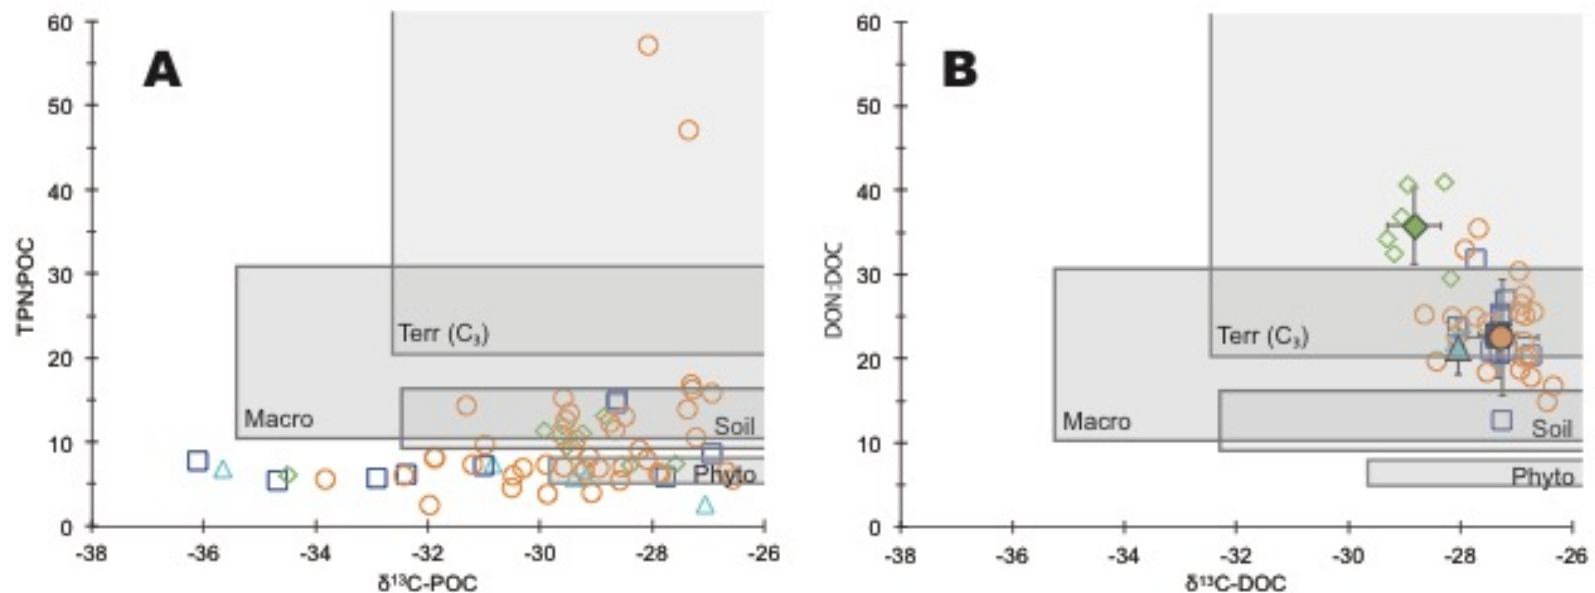 A
60
50
40
30
20
10
0
TPN:POC
Terr (C₃)
Macro
Soil
Phyto
-38
-36
-34
-32
-30
-28
-26
δ¹³C-POC
B
60
50
40
30
20
10
0
DON:DOC
Terr (C₃)
Macro
Soil
Phyto
-38
-36
-34
-32
-30
-28
-26
δ¹³C-DOC